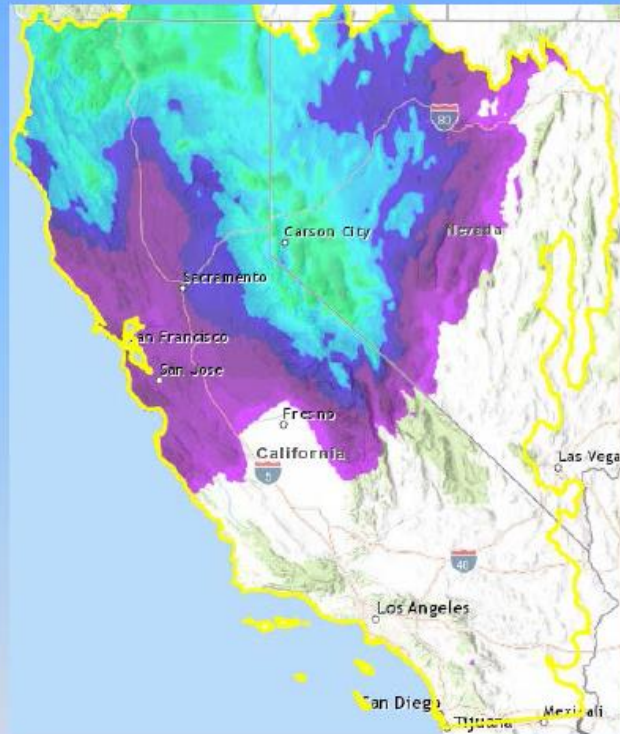 80
Carson City
Nevada
Sacramento
an Francisco
San Jose
Fresno
California
5
Las Vega
40
Los Angeles
San Diego
Tijuana
Mexicali